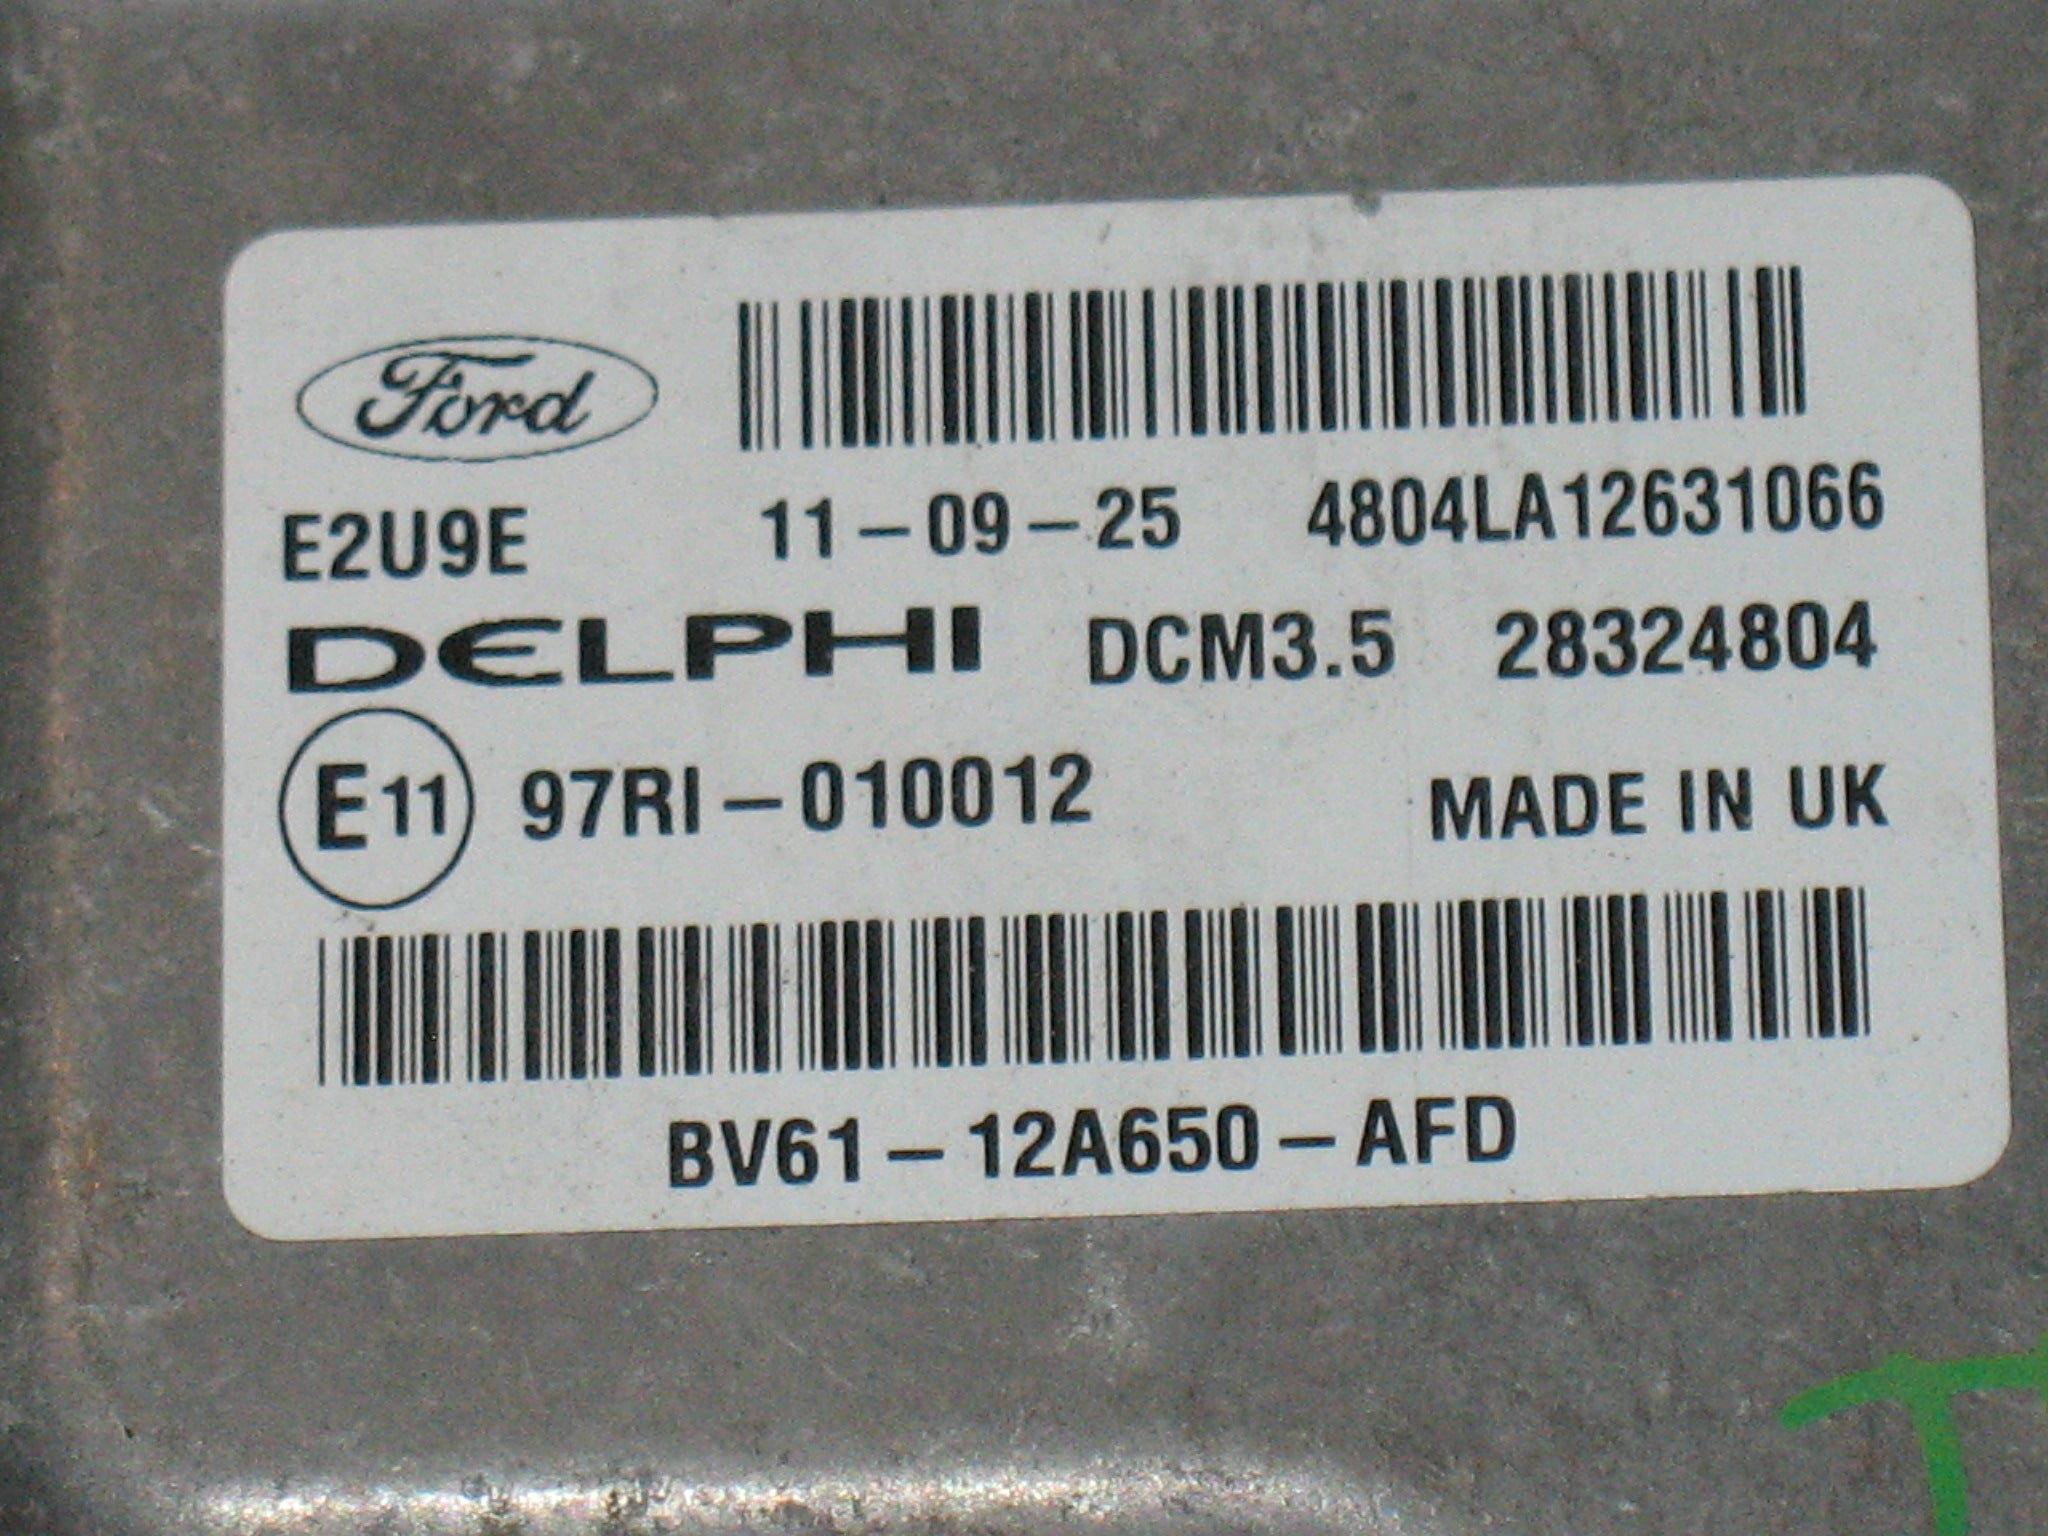 Ford
E2U9E 11-09-25 4804LA12631066
DELPHI DCM3.5 28324804
E11 97RI-010012 MADE IN UK
BV61-12A650-AFD